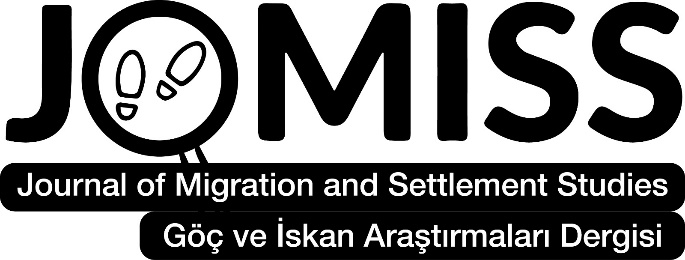 JOMISS
Journal of Migration and Settlement Studies
Göç ve İskan Araştırmaları Dergisi